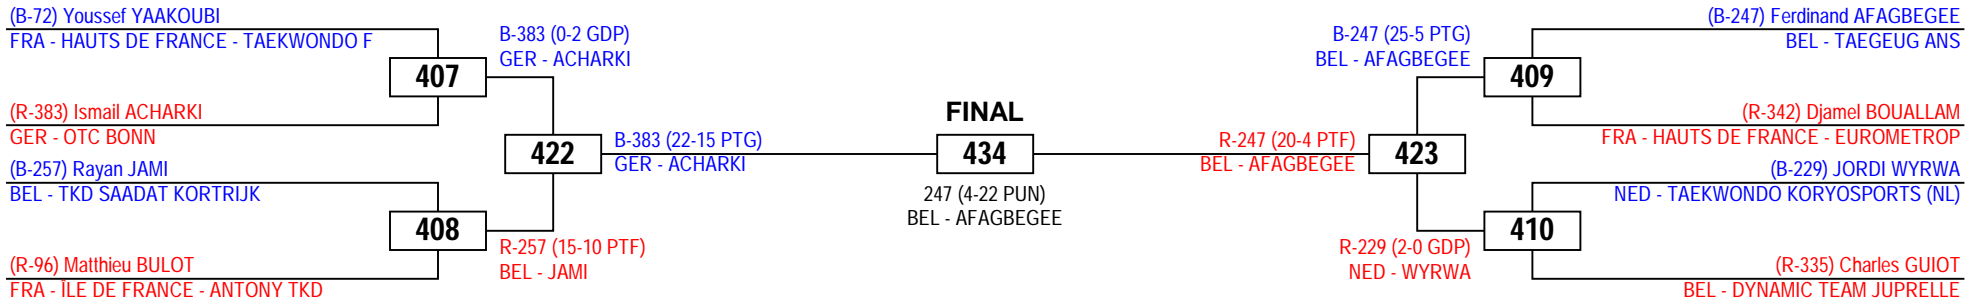 (B-72) Youssef YAAKOUBI
FRA - HAUTS DE FRANCE - TAEKWONDO F
(R-383) Ismail ACHARKI
GER - OTC BONN
(B-257) Rayan JAMI
BEL - TKD SAADAT KORTRIJK
(R-96) Matthieu BULOT
FRA - ÎLE DE FRANCE - ANTONY TKD
407
408
B-383 (0-2 GDP)
GER - ACHARKI
422
R-257 (15-10 PTF)
BEL - JAMI
B-383 (22-15 PTG)
GER - ACHARKI
FINAL
434
247 (4-22 PUN)
BEL - AFAGBEGEE
R-247 (20-4 PTF)
BEL - AFAGBEGEE
423
B-247 (25-5 PTG)
BEL - AFAGBEGEE
R-229 (2-0 GDP)
NED - WYRWA
409
410
(B-247) Ferdinand AFAGBEGEE
BEL - TAEGEUG ANS
(R-342) Djamel BOUALLAM
FRA - HAUTS DE FRANCE - EUROMETROP
(B-229) JORDI WYRWA
NED - TAEKWONDO KORYOSPORTS (NL)
(R-335) Charles GUIOT
BEL - DYNAMIC TEAM JUPRELLE